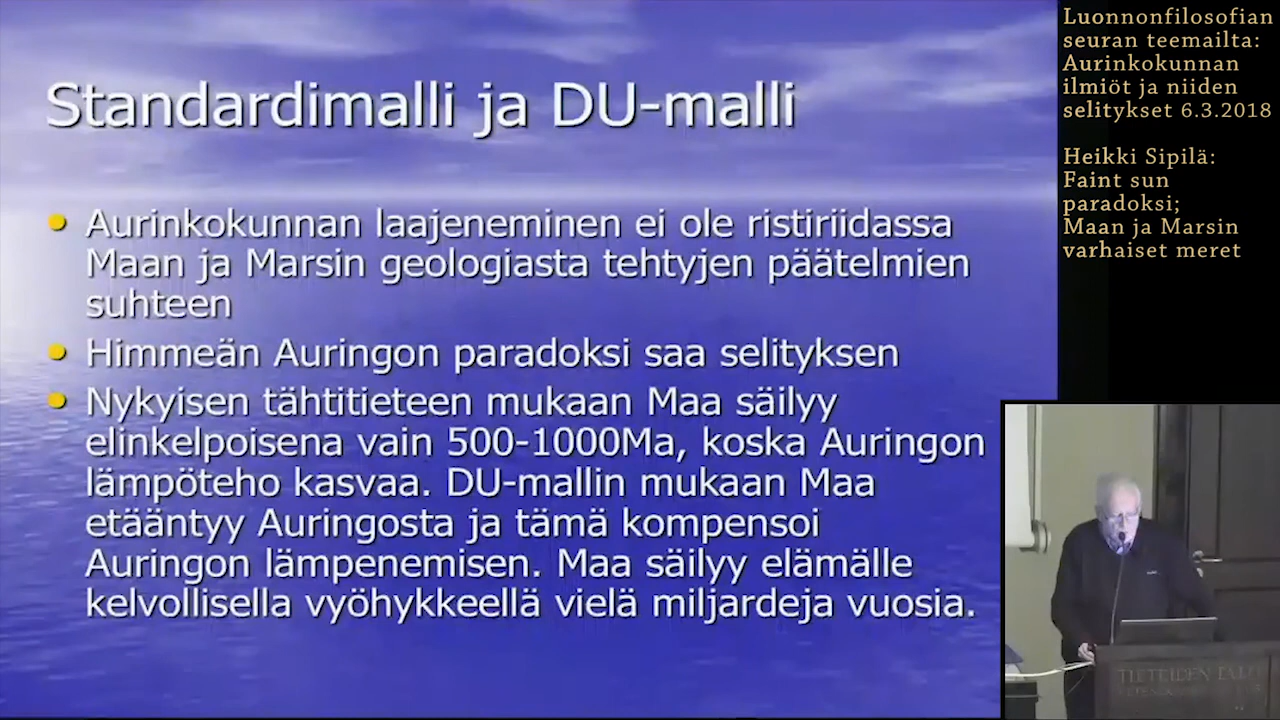 Standardimalli ja DU-malli
Aurinkokunnan laajeneminen ei ole ristiriidassa
Maan ja Marsin geologiasta tehtyjen päätelmien
suhteen
Himmeän Auringon paradoksi saa selityksen
Nykyisen tähtitieteen mukaan Maa säilyy
elinkelpoisena vain 500-1000Ma, koska Auringon
lämpöteho kasvaa. DU-mallin mukaan Maa
etääntyy Auringosta ja tämä kompensoi
Auringon lämpenemisen. Maa säilyy elämälle
kelvollisella vyöhykkeellä vielä miljardeja vuosia.
Luonnonfilosofian
seuran teemailta:
Aurinkokunnan
ilmiöt ja niiden
selitykset 6.3.2018
Heikki Sipilä:
Faint sun
paradoksi;
Maan ja Marsin
varhaiset meret
TIETEIDEN TALO